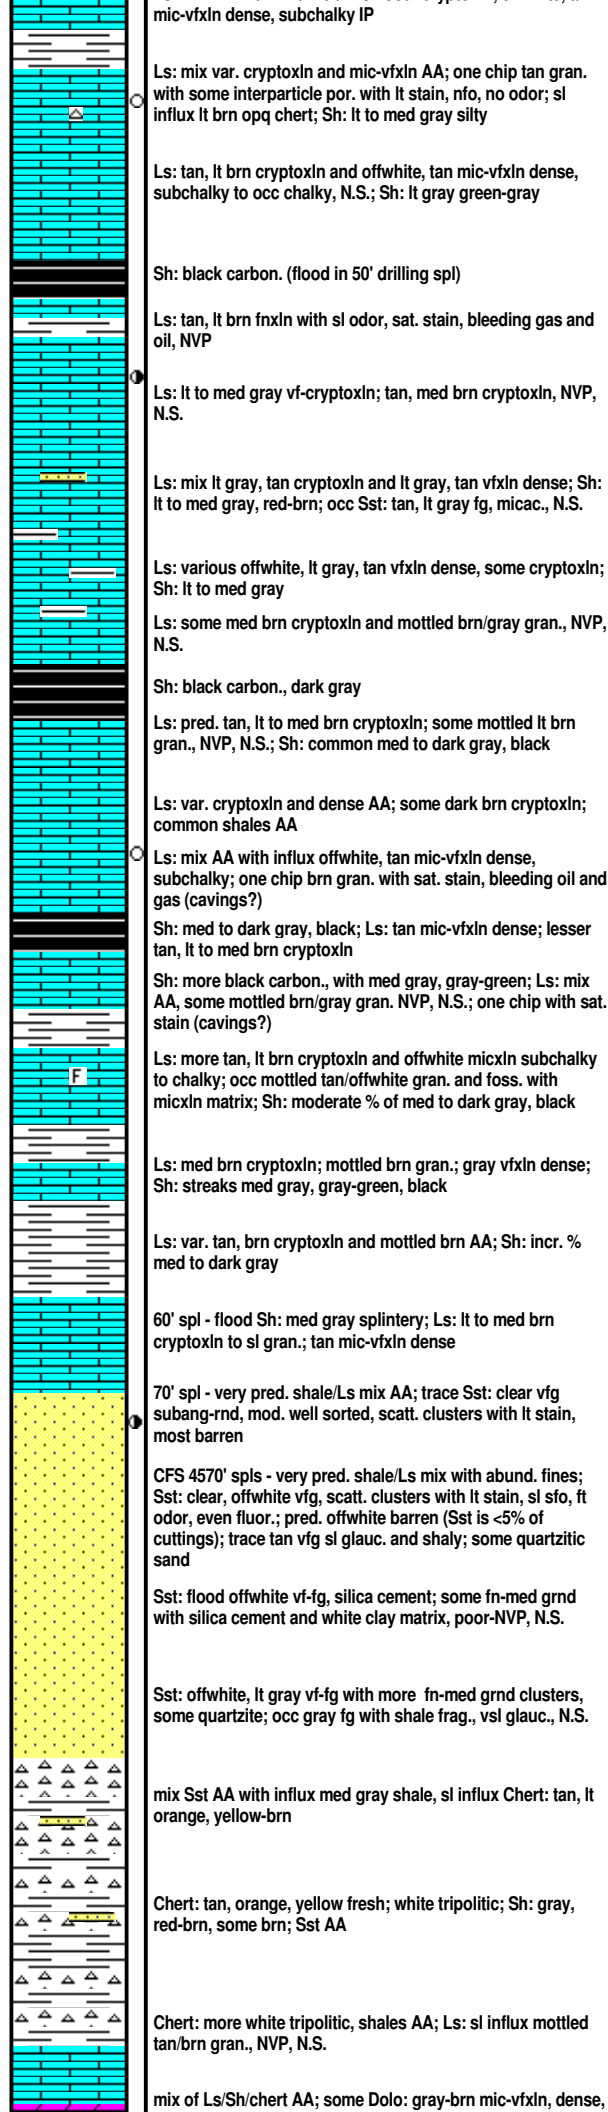 mic-vfxln dense, subchalky IP
Ls: mix var. cryptoxln and mic-vfxln AA; one chip tan gran.
with some interparticle por. with lt stain, nfo, no odor; sl
influx lt brn opq chert; Sh: lt to med gray silty
Ls: tan, lt brn cryptoxln and offwhite, tan mic-vfxln dense,
subchalky to occ chalky, N.S.; Sh: lt gray green-gray
Sh: black carbon. (flood in 50' drilling spl)
Ls: tan, lt brn fnxln with sl odor, sat. stain, bleeding gas and
oil, NVP
Ls: lt to med gray vf-cryptoxln; tan, med brn cryptoxln, NVP,
N.S.
Ls: mix lt gray, tan cryptoxln and lt gray, tan vfxln dense; Sh:
lt to med gray, red-brn; occ Sst: tan, lt gray fg, micac., N.S.
Ls: various offwhite, lt gray, tan vfxln dense, some cryptoxln;
Sh: lt to med gray
Ls: some med brn cryptoxln and mottled brn/gray gran., NVP,
N.S.
Sh: black carbon., dark gray
Ls: pred. tan, lt to med brn cryptoxln; some mottled lt brn
gran., NVP, N.S.; Sh: common med to dark gray, black
Ls: var. cryptoxln and dense AA; some dark brn cryptoxln;
common shales AA
Ls: mix AA with influx offwhite, tan mic-vfxln dense,
subchalky; one chip brn gran. with sat. stain, bleeding oil and
gas (cavings?)
Sh: med to dark gray, black; Ls: tan mic-vfxln dense; lesser
tan, lt to med brn cryptoxln
Sh: more black carbon., with med gray, gray-green; Ls: mix
AA, some mottled brn/gray gran. NVP, N.S.; one chip with sat.
stain (cavings?)
F
Ls: more tan, lt brn cryptoxln and offwhite micxln subchalky
to chalky; occ mottled tan/offwhite gran. and foss. with
micxln matrix; Sh: moderate % of med to dark gray, black
Ls: med brn cryptoxln; mottled brn gran.; gray vfxln dense;
Sh: streaks med gray, gray-green, black
Ls: var. tan, brn cryptoxln and mottled brn AA; Sh: incr. %
med to dark gray
60' spl - flood Sh: med gray splintery; Ls: lt to med brn
cryptoxln to sl gran.; tan mic-vfxln dense
70' spl - very pred. shale/Ls mix AA; trace Sst: clear vfg
subang-rnd, mod. well sorted, scatt. clusters with lt stain,
most barren
CFS 4570' spls - very pred. shale/Ls mix with abund. fines;
Sst: clear, offwhite vfg, scatt. clusters with lt stain, sl sfo, ft
odor, even fluor.; pred. offwhite barren (Sst is <5% of
cuttings); trace tan vfg sl glauc. and shaly; some quartzitic
sand
Sst: flood offwhite vf-fg, silica cement; some fn-med grnd
with silica cement and white clay matrix, poor-NVP, N.S.
Sst: offwhite, lt gray vf-fg with more fn-med grnd clusters,
some quartzite; occ gray fg with shale frag., vsl glauc., N.S.
mix Sst AA with influx med gray shale, sl influx Chert: tan, lt
orange, yellow-brn
Chert: tan, orange, yellow fresh; white tripolitic; Sh: gray,
red-brn, some brn; Sst AA
Chert: more white tripolitic, shales AA; Ls: sl influx mottled
tan/brn gran., NVP, N.S.
mix of Ls/Sh/chert AA; some Dolo: gray-brn mic-vfxln, dense,